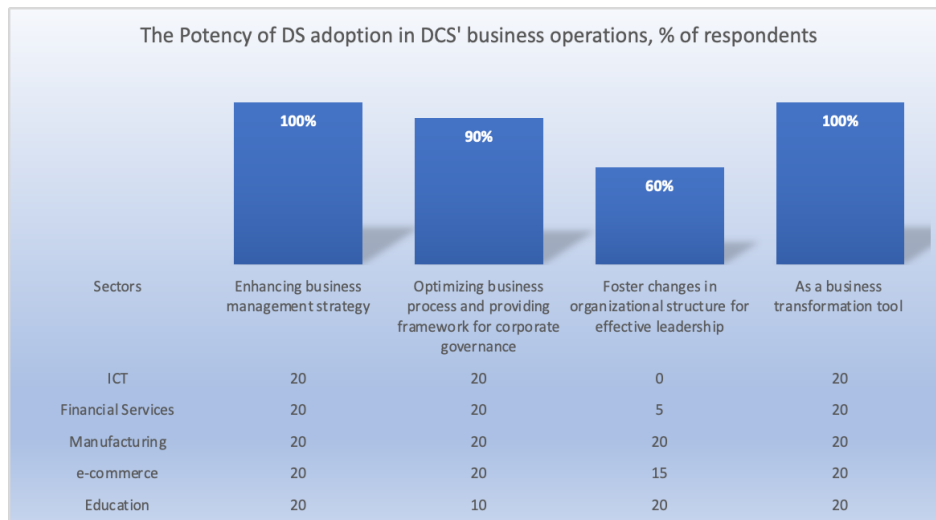 The Potency of DS adoption in DCS' business operations, % of respondents
100%
90%
60%
100%
Sectors
Enhancing business
management strategy
Optimizing business
process and providing
framework for corporate
governance
Foster changes in
organizational structure for
effective leadership
As a business
transformation tool
ICT 20 20 0 20
Financial Services 20 20 5 20
Manufacturing 20 20 20 20
e-commerce 20 20 15 20
Education 20 10 20 20